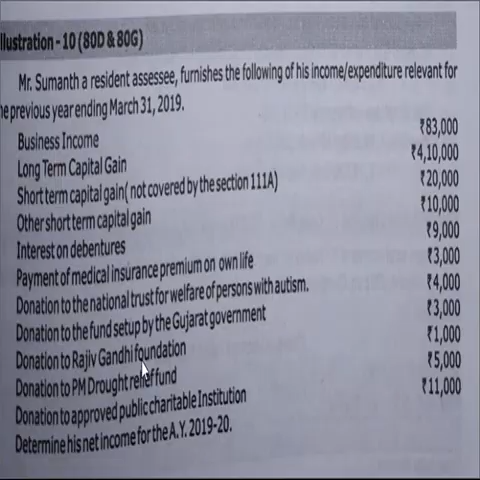 llustration - 10 (80D & 80G)
Mr. Sumanth a resident assessee, furnishes the following of his income/expenditure relevant for
he previous year ending March 31, 2019.
Business Income ₹83,000
Long Term Capital Gain ₹4,10,000
Short term capital gain( not covered by the section 111A) ₹20,000
Other short term capital gain ₹10,000
Interest on debentures ₹9,000
Payment of medical insurance premium on own life ₹3,000
Donation to the national trust for welfare of persons with autism. ₹4,000
Donation to the fund setup by the Gujarat government ₹3,000
Donation to Rajiv Gandhi foundation ₹1,000
Donation to PM Drought relief fund ₹5,000
Donation to approved public charitable Institution ₹11,000
Determine his net income for the A.Y. 2019-20.